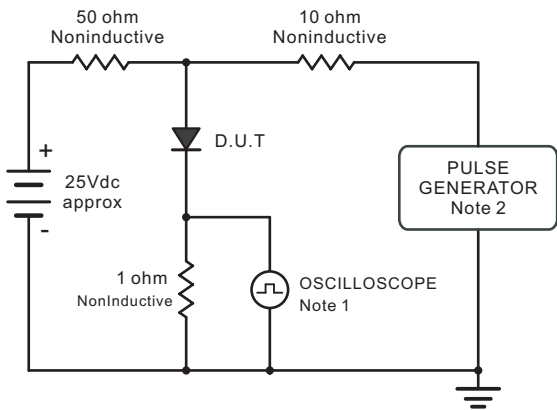 50 ohm
Noninductive
10 ohm
Noninductive
D.U.T
+
25Vdc
approx
-
PULSE
GENERATOR
Note 2
1 ohm
NonInductive
OSCILLOSCOPE
Note 1